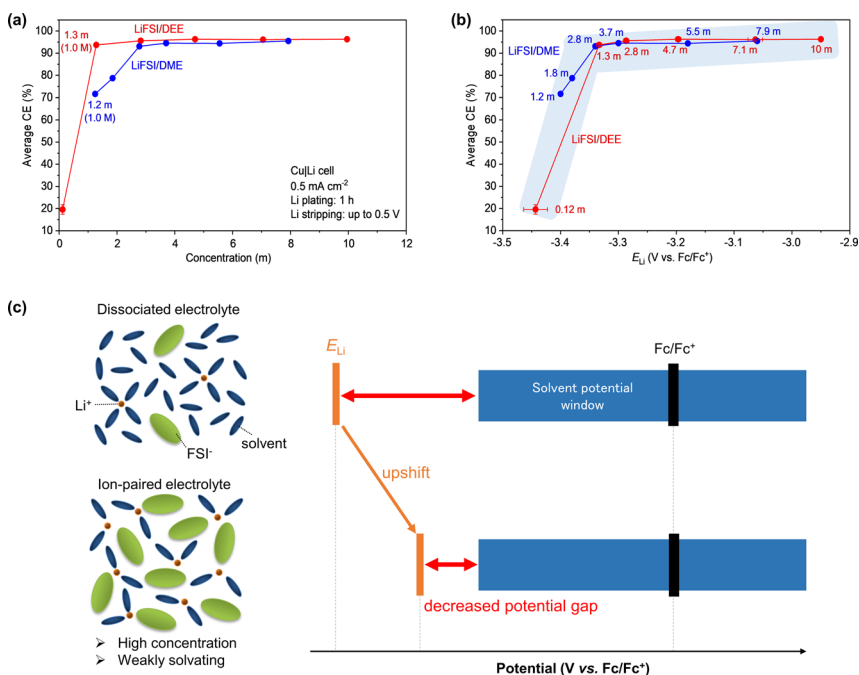 (a)
100
90
80
70
60
50
40
30
20
10
Average CE (%)
1.3 m
(1.0 M)
LiFSI/DEE
LiFSI/DME
1.2 m
(1.0 M)
Cu|Li cell
0.5 mA cm⁻²
Li plating: 1 h
Li stripping: up to 0.5 V
0 2 4 6 8 10 12
Concentration (m)
(b)
100
90
80
70
60
50
40
30
20
10
Average CE (%)
LiFSI/DME
2.8 m 3.7 m 5.5 m 7.9 m
1.3 m 2.8 m 4.7 m 7.1 m 10 m
1.8 m
1.2 m
LiFSI/DEE
0.12 m
-3.5 -3.4 -3.3 -3.2 -3.1 -3.0 -2.9
E_Li (V vs. Fc/Fc⁺)
(c)
Dissociated electrolyte
Li⁺
FSI⁻
solvent
Ion-paired electrolyte
➢ High concentration
➢ Weakly solvating
E_Li
Fc/Fc⁺
Solvent potential
window
upshift
decreased potential gap
Potential (V vs. Fc/Fc⁺)